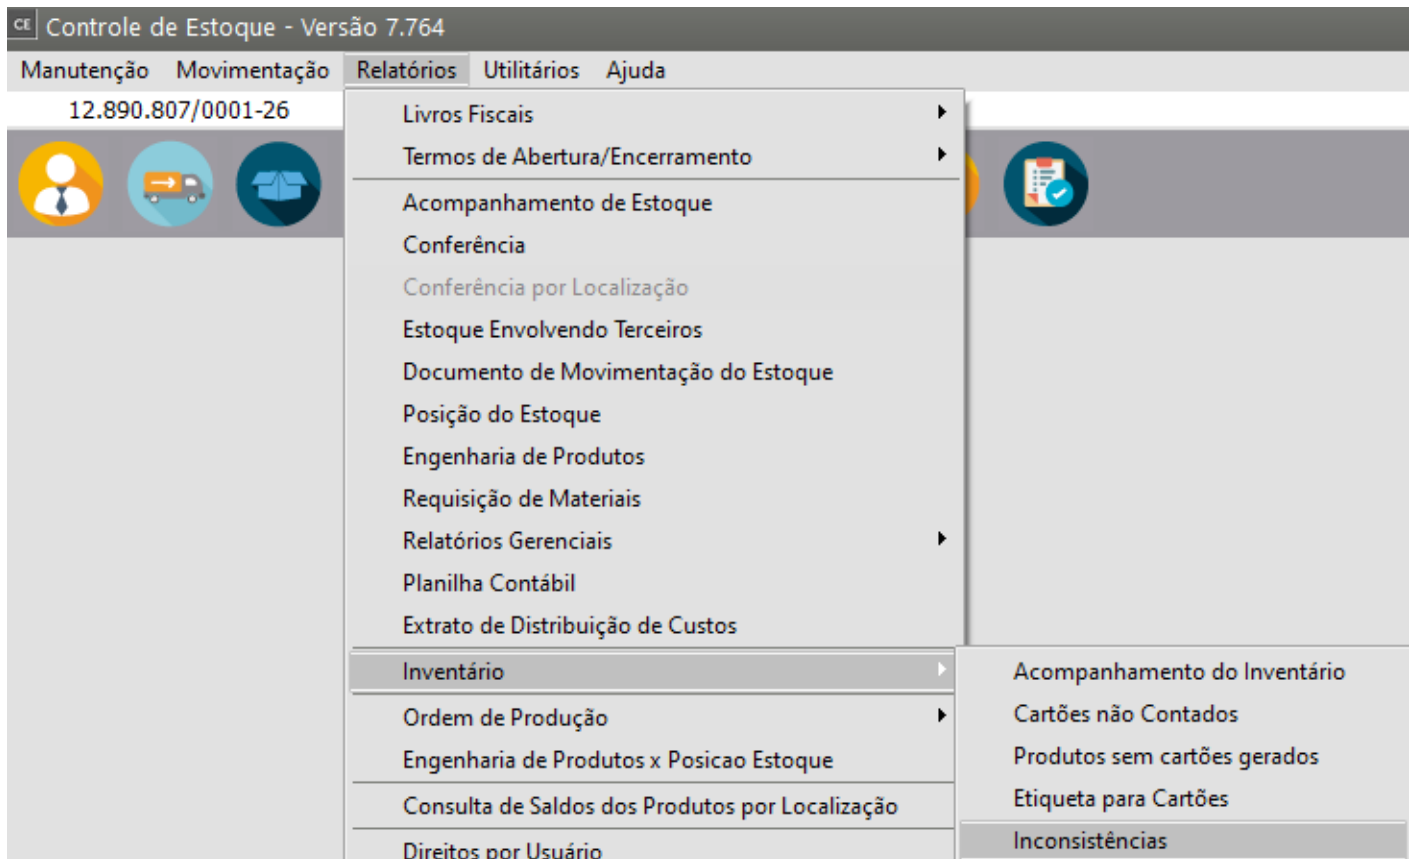 CE Controle de Estoque - Versão 7.764
Manutenção Movimentação Relatórios Utilitários Ajuda
12.890.807/0001-26
Livros Fiscais
Termos de Abertura/Encerramento
Acompanhamento de Estoque
Conferência
Conferência por Localização
Estoque Envolvendo Terceiros
Documento de Movimentação do Estoque
Posição do Estoque
Engenharia de Produtos
Requisição de Materiais
Relatórios Gerenciais
Planilha Contábil
Extrato de Distribuição de Custos
Inventário
Ordem de Produção
Engenharia de Produtos x Posicao Estoque
Consulta de Saldos dos Produtos por Localização
Direitos por Usuário
Acompanhamento do Inventário
Cartões não Contados
Produtos sem cartões gerados
Etiqueta para Cartões
Inconsistências